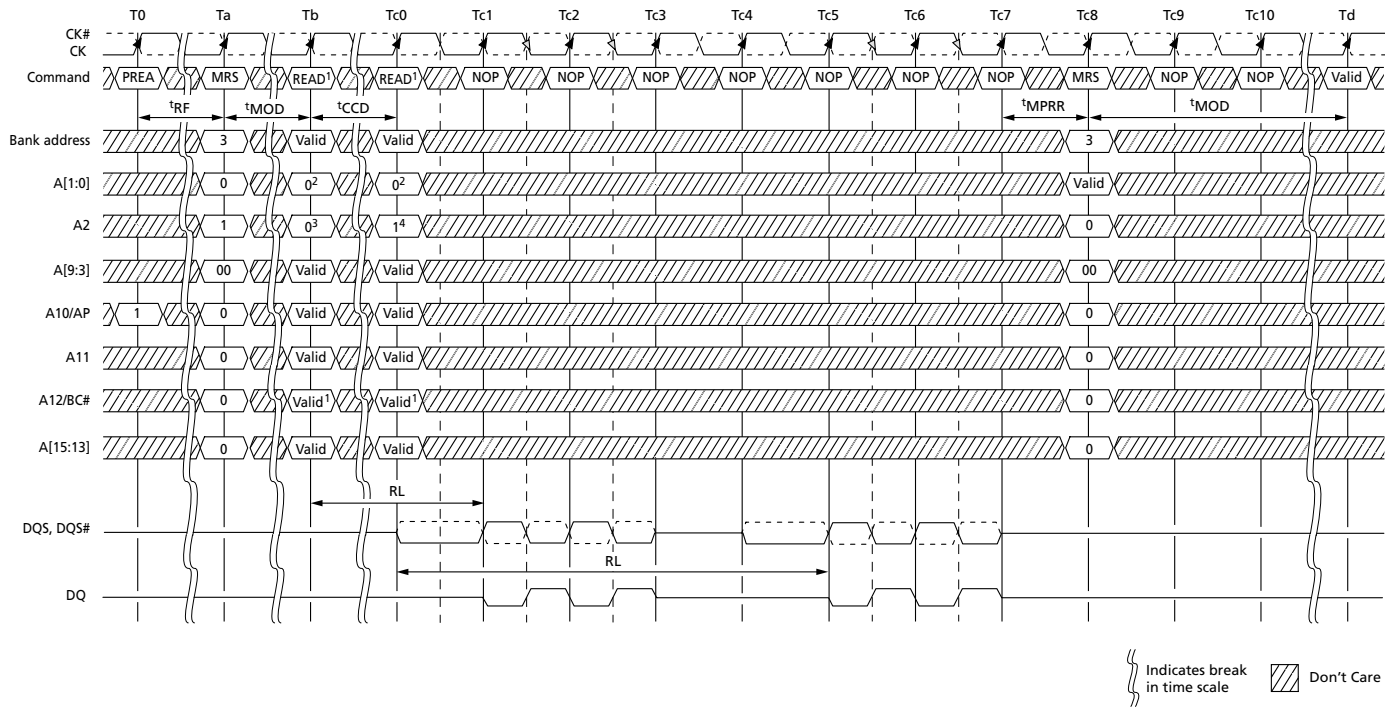 T0 Ta Tb Tc0 Tc1 Tc2 Tc3 Tc4 Tc5 Tc6 Tc7 Tc8 Tc9 Tc10 Td
CK#
CK
Command PREA MRS READ¹ READ¹ NOP NOP NOP NOP NOP NOP NOP MRS NOP NOP Valid
tRF tMOD tCCD tMPRR tMOD
Bank address 3 Valid Valid 3
A[1:0] 0 0² 0² Valid
A2 1 0³ 1⁴ 0
A[9:3] 00 Valid Valid 00
A10/AP 1 0 Valid Valid 0
A11 0 Valid Valid 0
A12/BC# 0 Valid¹ Valid¹ 0
A[15:13] 0 Valid Valid 0
RL
DQS, DQS#
RL
DQ
Indicates break
in time scale
Don't Care